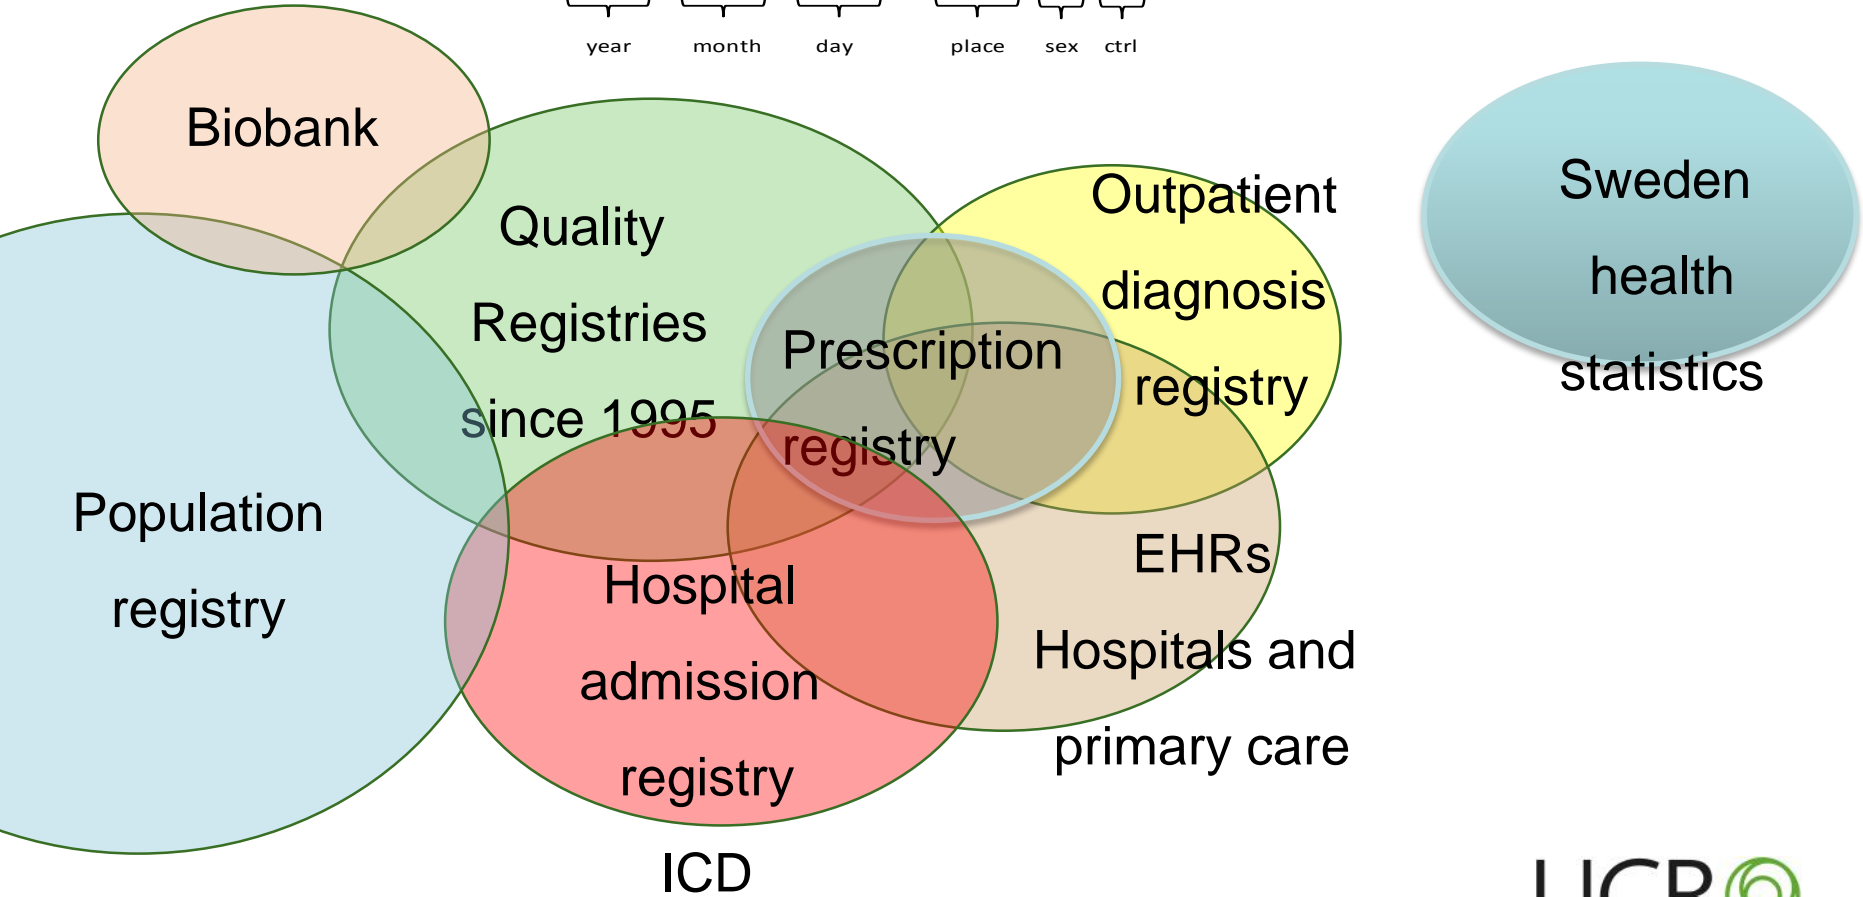 year month day place sex ctrl
Biobank
Quality
Registries
since 1995
Outpatient
diagnosis
registry
Prescription
registry
Sweden
health
statistics
Population
registry
Hospital
admission
registry
ICD
EHRs
Hospitals and
primary care
UCR